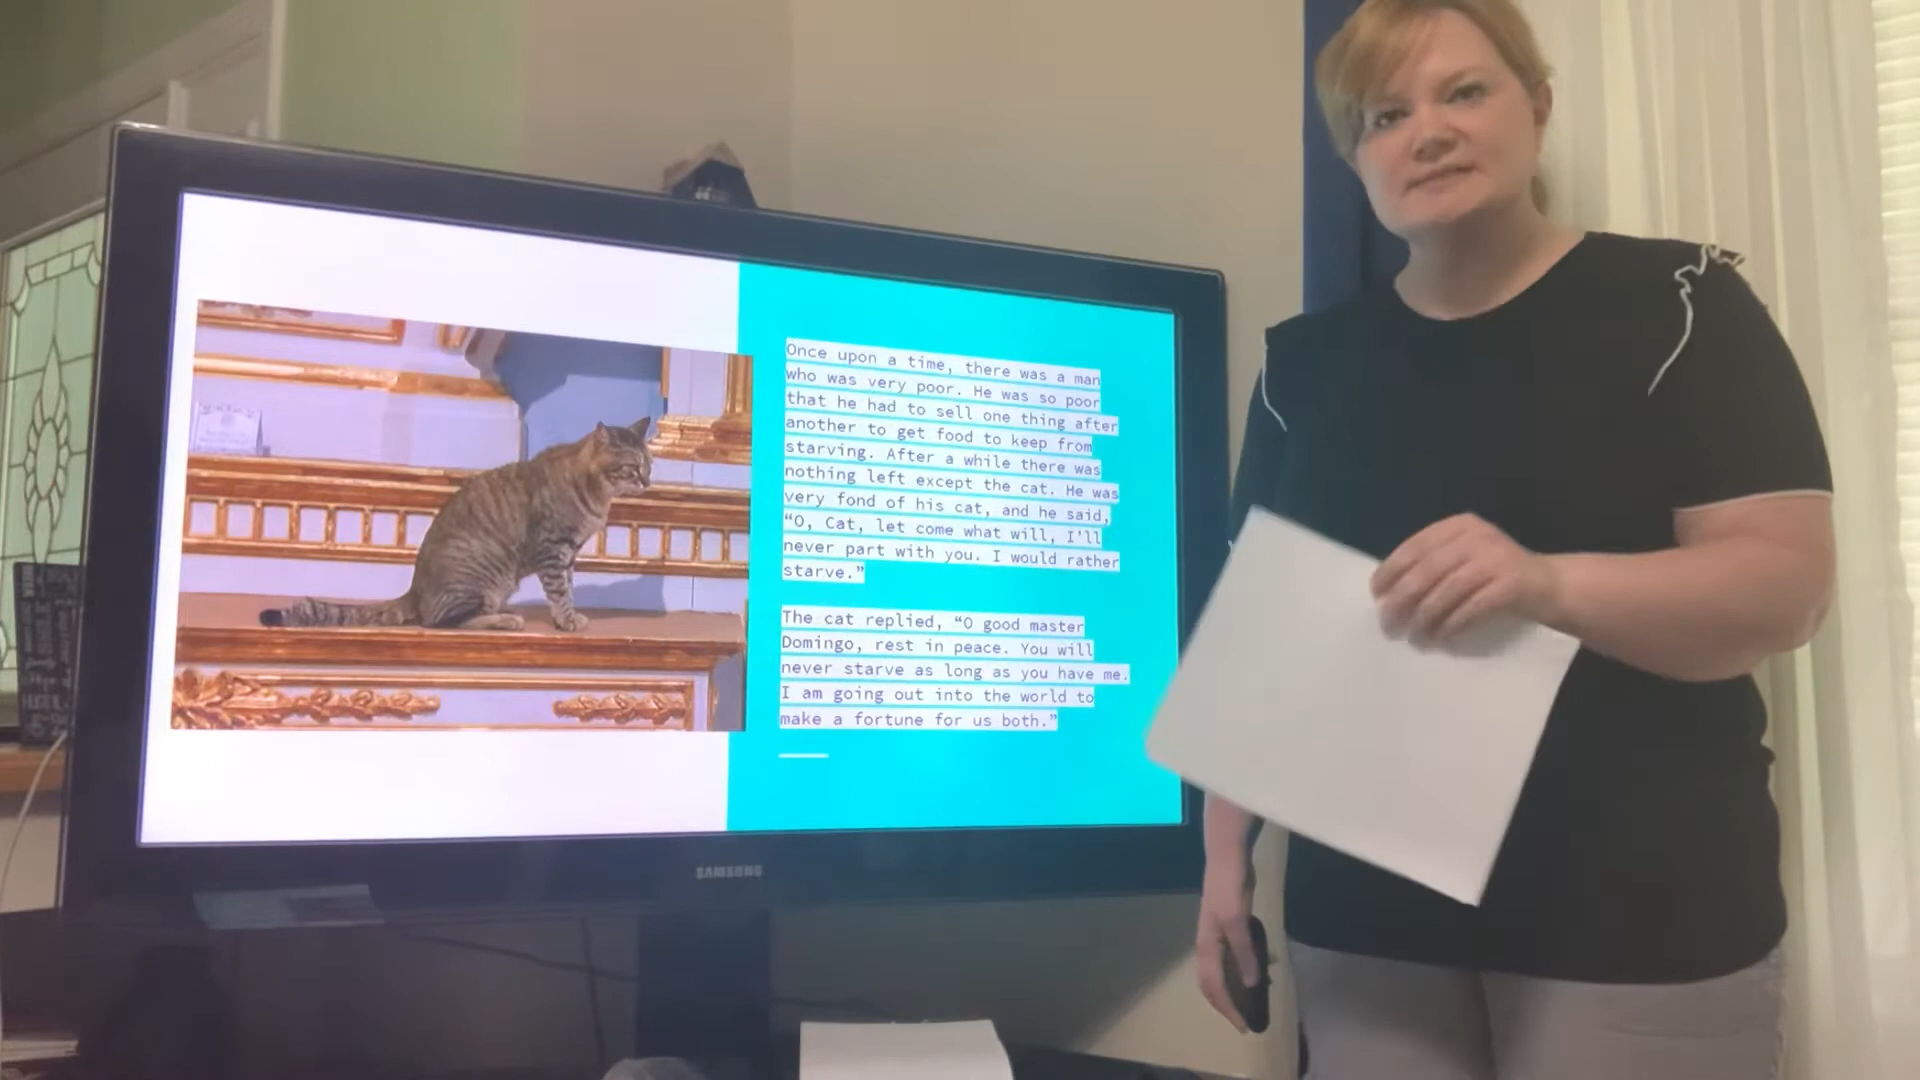 Once upon a time, there was a man
who was very poor. He was so poor
that he had to sell one thing after
another to get food to keep from
starving. After a while there was
nothing left except the cat. He was
very fond of his cat, and he said,
“O, Cat, let come what will, I'll
never part with you. I would rather
starve.”
The cat replied, “O good master
Domingo, rest in peace. You will
never starve as long as you have me.
I am going out into the world to
make a fortune for us both.”
SAMSUNG